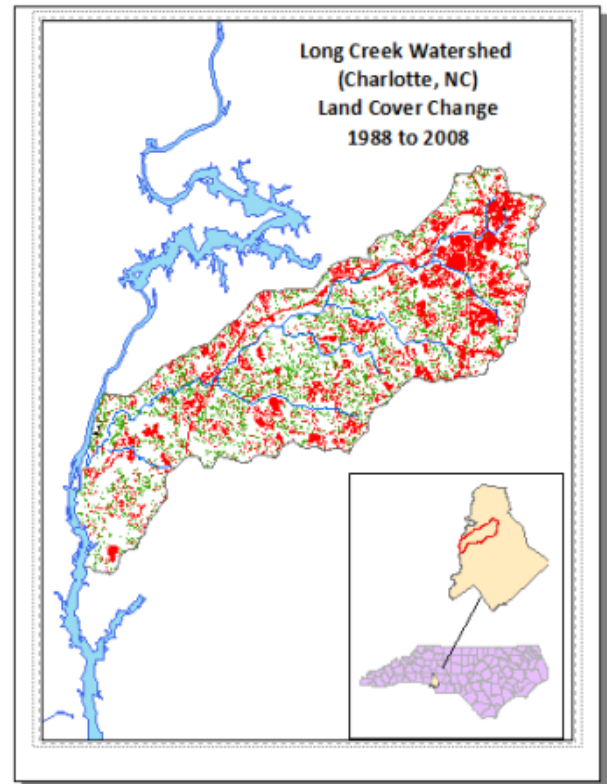 Long Creek Watershed
(Charlotte, NC)
Land Cover Change
1988 to 2008